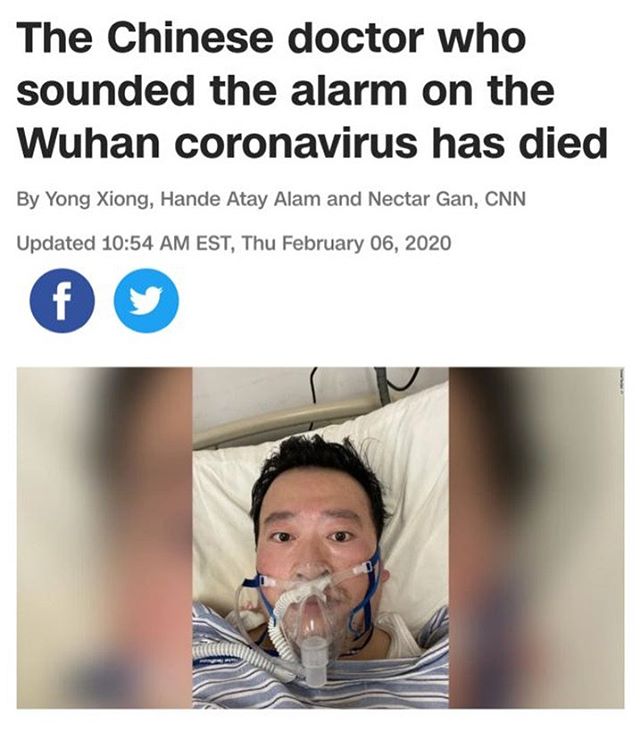 The Chinese doctor who
sounded the alarm on the
Wuhan coronavirus has died
By Yong Xiong, Hande Atay Alam and Nectar Gan, CNN
Updated 10:54 AM EST, Thu February 06, 2020
f